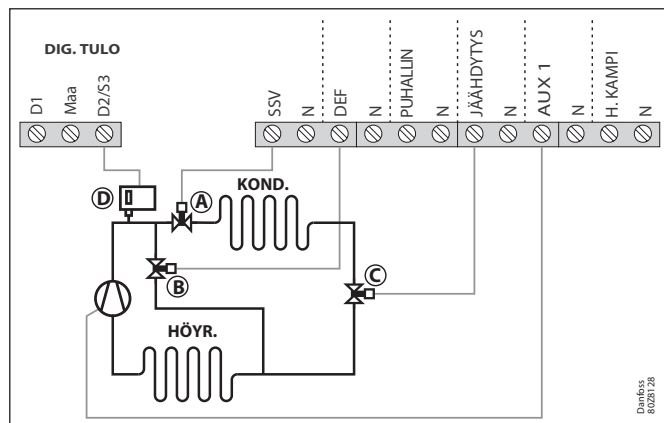 DIG. TULO
D1
Maa
D2/S3
SSV
N
DEF
N
PUHALLIN
N
JÄÄHDYTYS
N
AUX 1
N
H. KAMPI
N
D
A
KOND.
B
C
HÖYR.
Danfoss
80Z8128